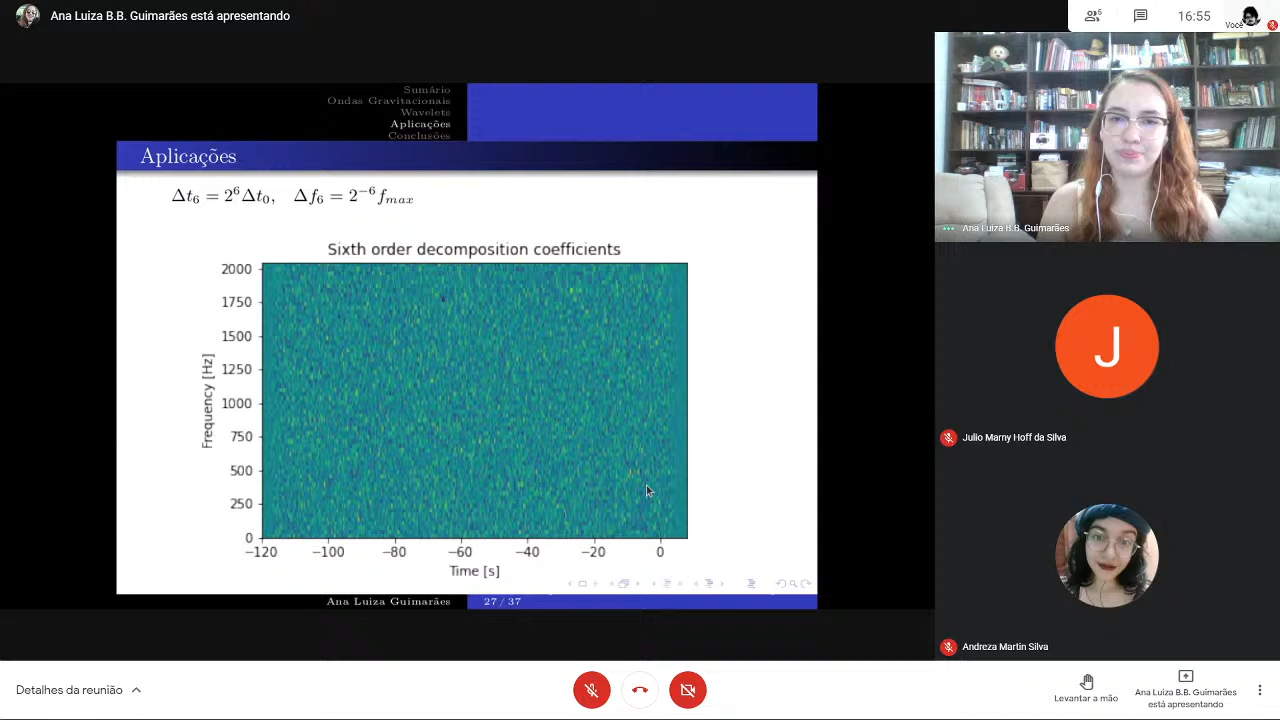 Ana Luiza B.B. Guimarães está apresentando
5
16:55
Você
Sumário
Ondas Gravitacionais
Wavelets
Aplicações
Conclusões
Aplicações
Δt₆ = 2⁶Δt₀, Δf₆ = 2⁻⁶f_max
Sixth order decomposition coefficients
2000
1750
1500
1250
1000
750
500
250
0
Frequency [Hz]
−120 −100 −80 −60 −40 −20 0
Time [s]
Ana Luiza Guimarães
27 / 37
Ana Luiza B.B. Guimarães
J
Julio Marny Hoff da Silva
Andreza Martin Silva
Detalhes da reunião
Levantar a mão
Ana Luiza B.B. Guimarães
está apresentando